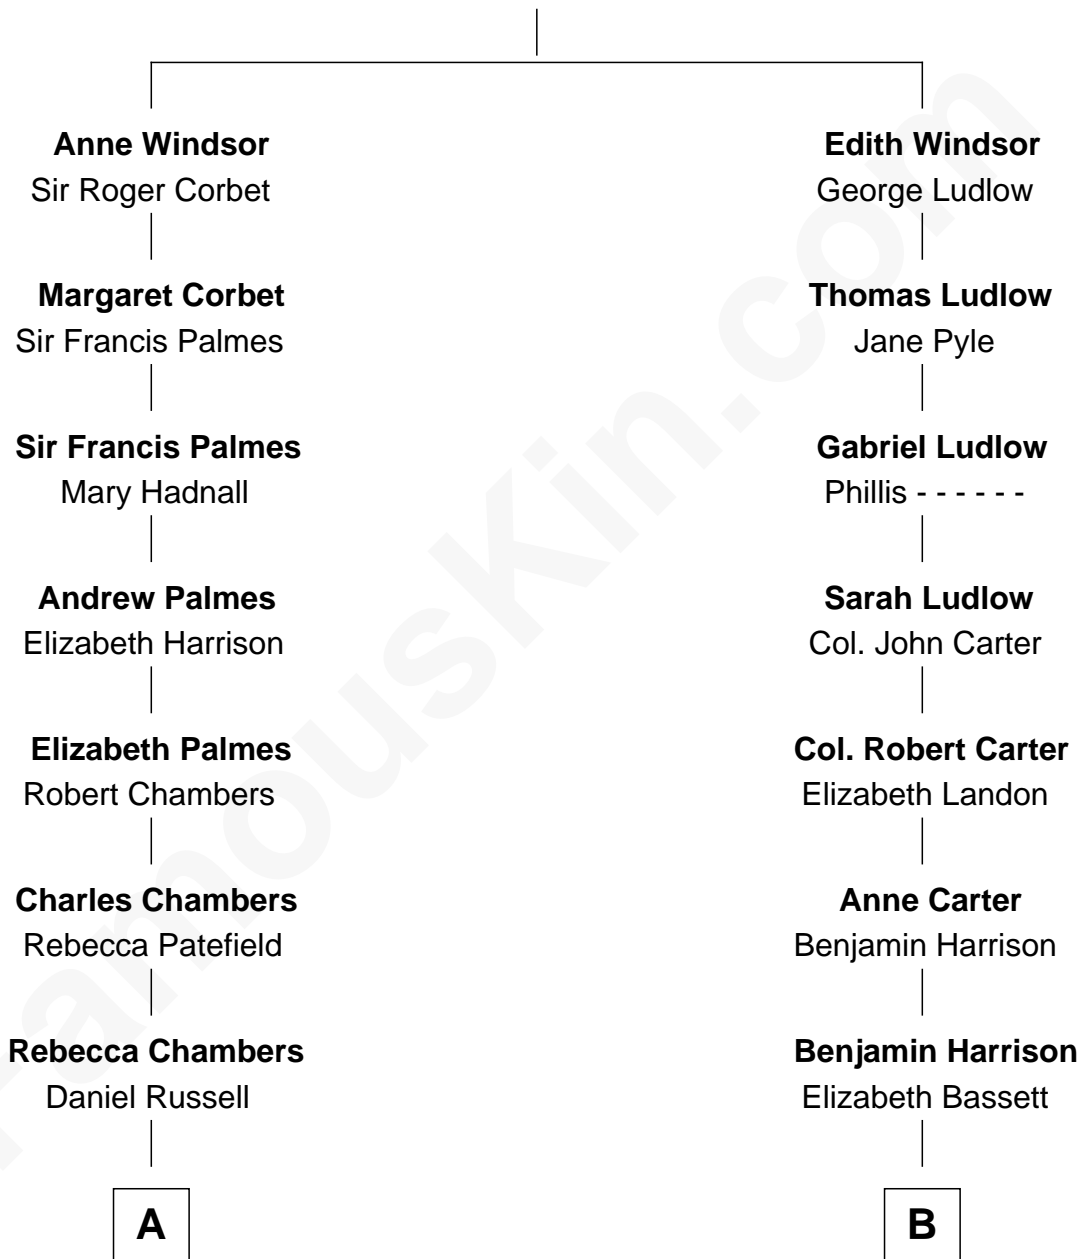 Anne Windsor
Sir Roger Corbet
Margaret Corbet
Sir Francis Palmes
Sir Francis Palmes
Mary Hadnall
Andrew Palmes
Elizabeth Harrison
Elizabeth Palmes
Robert Chambers
Charles Chambers
Rebecca Patefield
Rebecca Chambers
Daniel Russell
A
Edith Windsor
George Ludlow
Thomas Ludlow
Jane Pyle
Gabriel Ludlow
Phillis - - - - - -
Sarah Ludlow
Col. John Carter
Col. Robert Carter
Elizabeth Landon
Anne Carter
Benjamin Harrison
Benjamin Harrison
Elizabeth Bassett
B
FamousKin.com